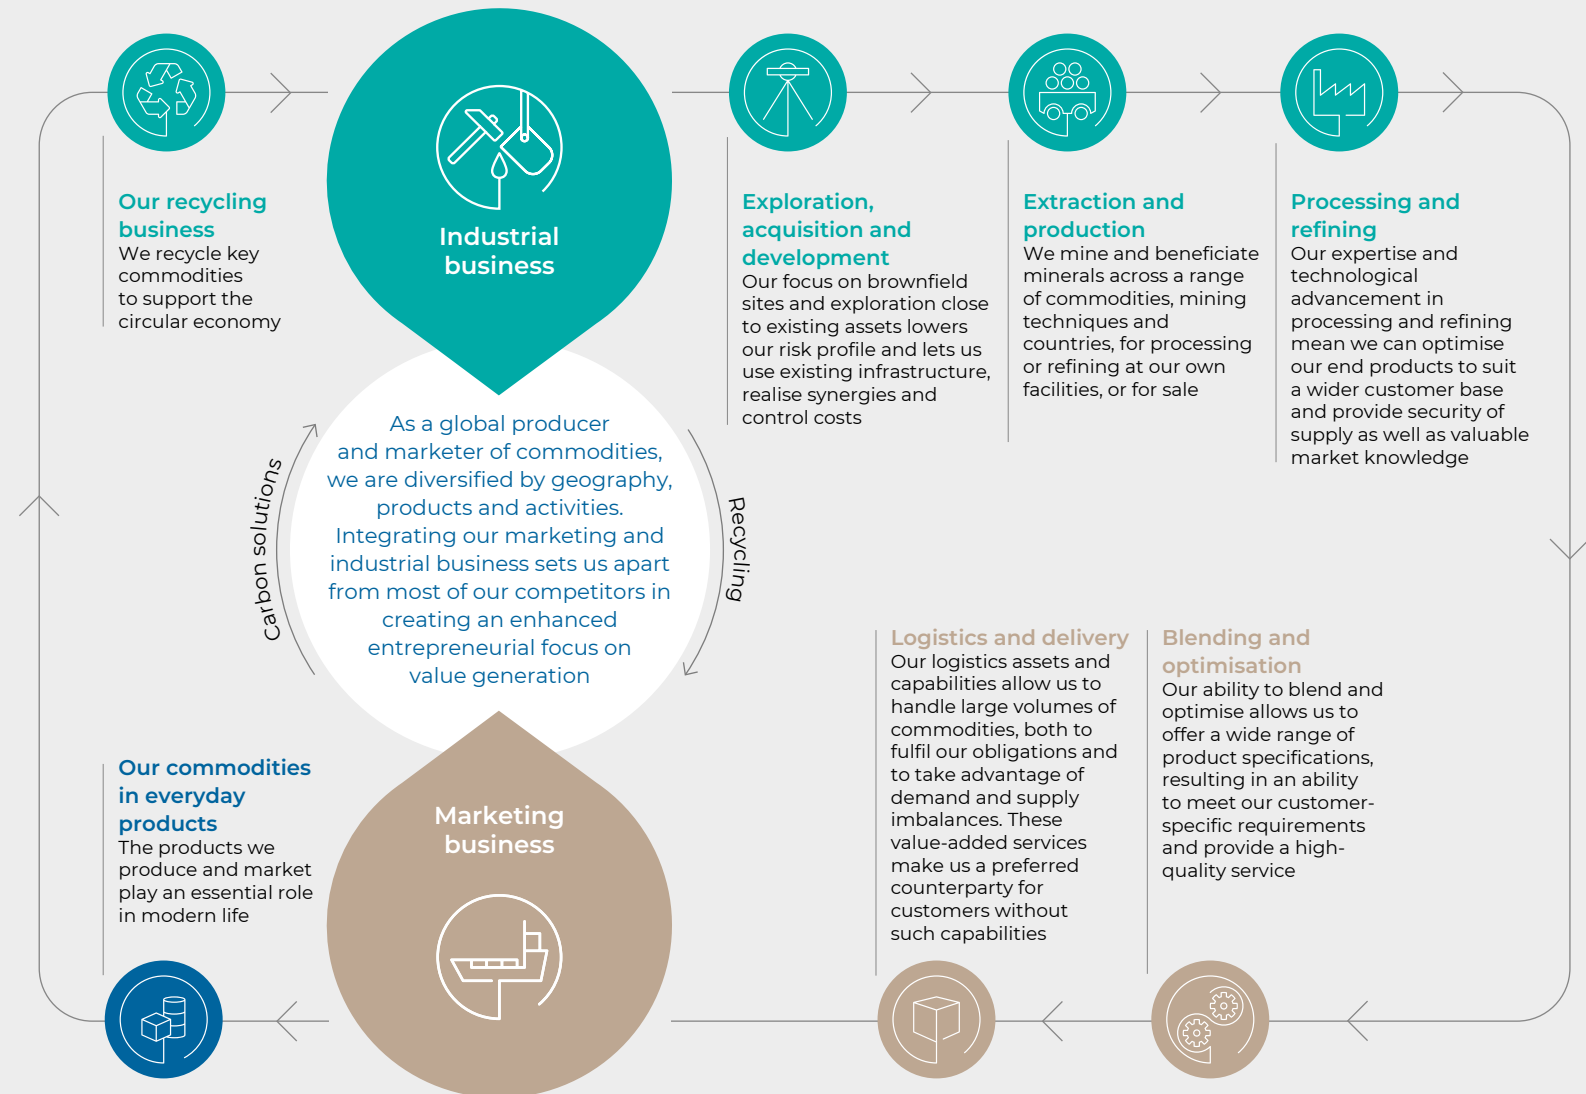 Our recycling
business
We recycle key
commodities
to support the
circular economy
Industrial
business
Exploration,
acquisition and
development
Our focus on brownfield
sites and exploration close
to existing assets lowers
our risk profile and lets us
use existing infrastructure,
realise synergies and
control costs
Extraction and
production
We mine and beneficiate
minerals across a range
of commodities, mining
techniques and
countries, for processing
or refining at our own
facilities, or for sale
Processing and
refining
Our expertise and
technological
advancement in
processing and refining
mean we can optimise
our end products to suit
a wider customer base
and provide security of
supply as well as valuable
market knowledge
Carbon solutions
As a global producer
and marketer of commodities,
we are diversified by geography,
products and activities.
Integrating our marketing and
industrial business sets us apart
from most of our competitors in
creating an enhanced
entrepreneurial focus on
value generation
Recycling
Our commodities
in everyday
products
The products we
produce and market
play an essential role
in modern life
Marketing
business
Logistics and delivery
Our logistics assets and
capabilities allow us to
handle large volumes of
commodities, both to
fulfil our obligations and
to take advantage of
demand and supply
imbalances. These
value-added services
make us a preferred
counterparty for
customers without
such capabilities
Blending and
optimisation
Our ability to blend and
optimise allows us to
offer a wide range of
product specifications,
resulting in an ability
to meet our customer-
specific requirements
and provide a high-
quality service